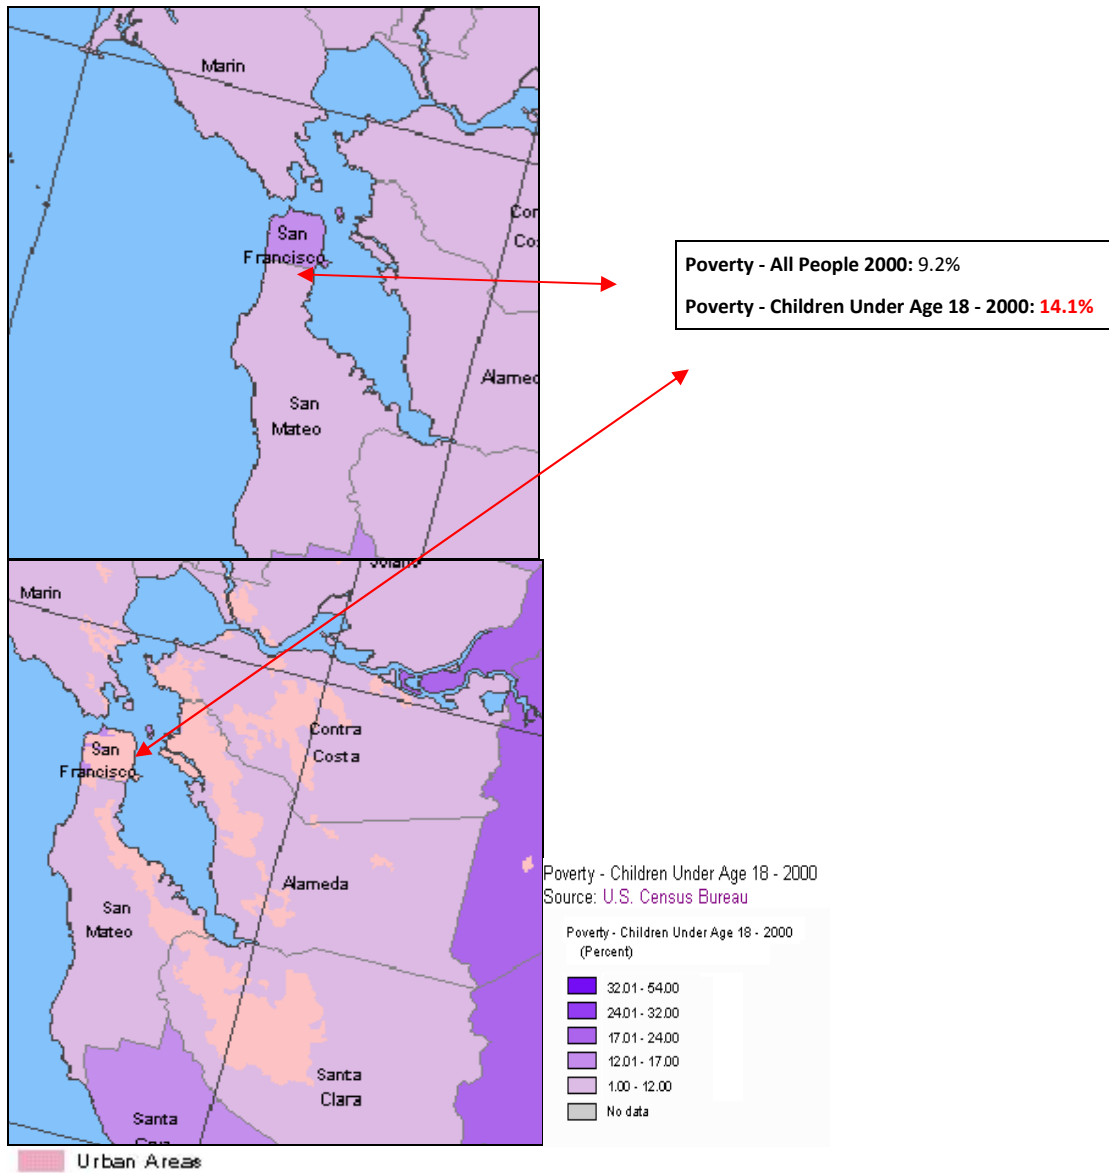 Marin
San
Francisco
Con
Co
San
Mateo
Alamed
Poverty - All People 2000: 9.2%
Poverty - Children Under Age 18 - 2000: 14.1%
Marin
San
Francisco
Contra
Costa
Alameda
San
Mateo
Santa
Clara
Santa
Poverty - Children Under Age 18 - 2000
Source: U.S. Census Bureau
Poverty - Children Under Age 18 - 2000
(Percent)
32.01 - 54.00
24.01 - 32.00
17.01 - 24.00
12.01 - 17.00
1.00 - 12.00
No data
Urban Areas